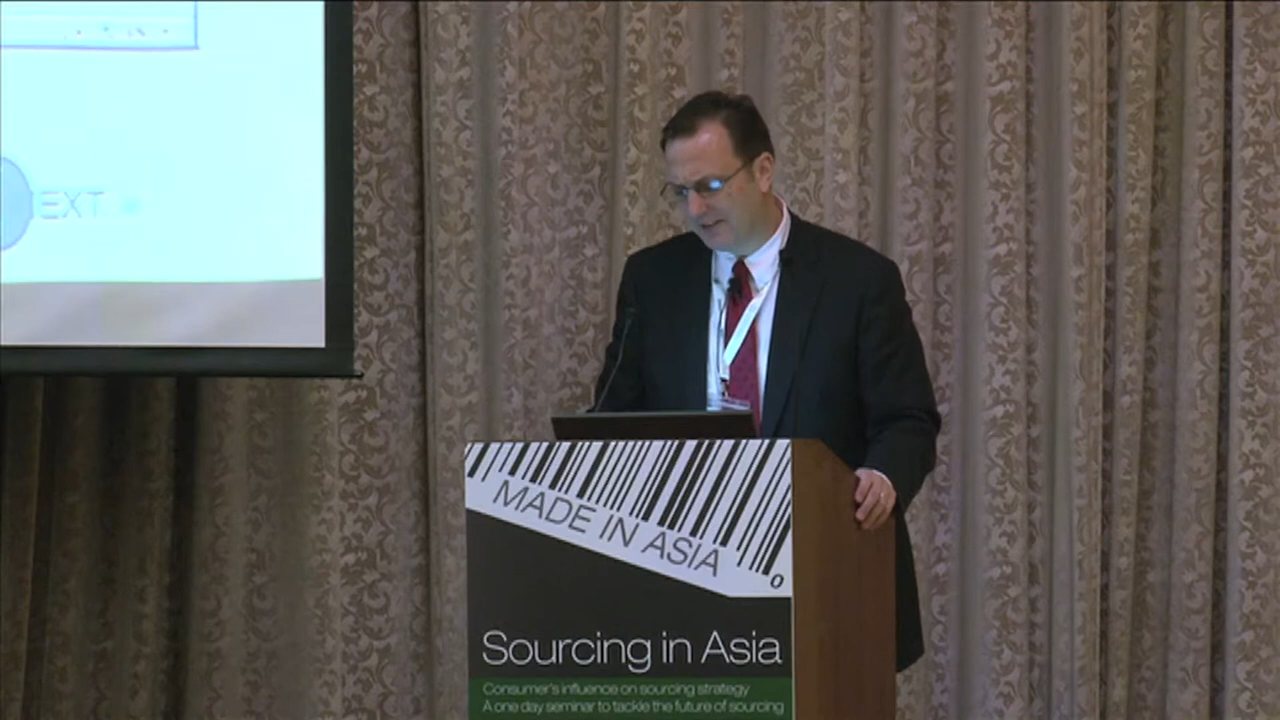 EXT
MADE IN ASIA
0
Sourcing in Asia
Consumer's influence on sourcing strategy
A one day seminar to tackle the future of sourcing